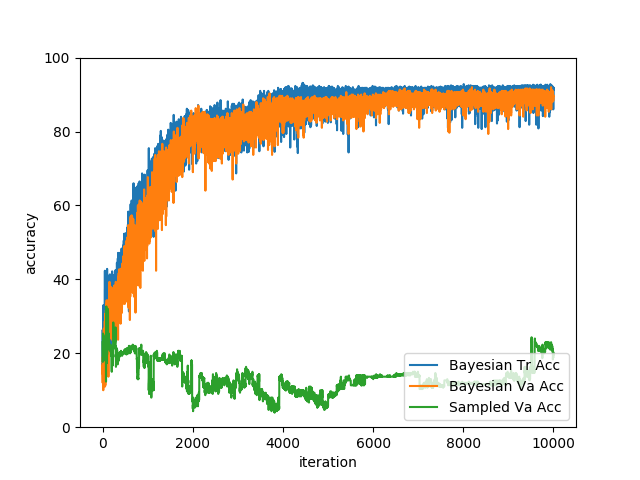 100
80
60
40
20
0
accuracy
Bayesian Tr Acc
Bayesian Va Acc
Sampled Va Acc
0 2000 4000 6000 8000 10000
iteration